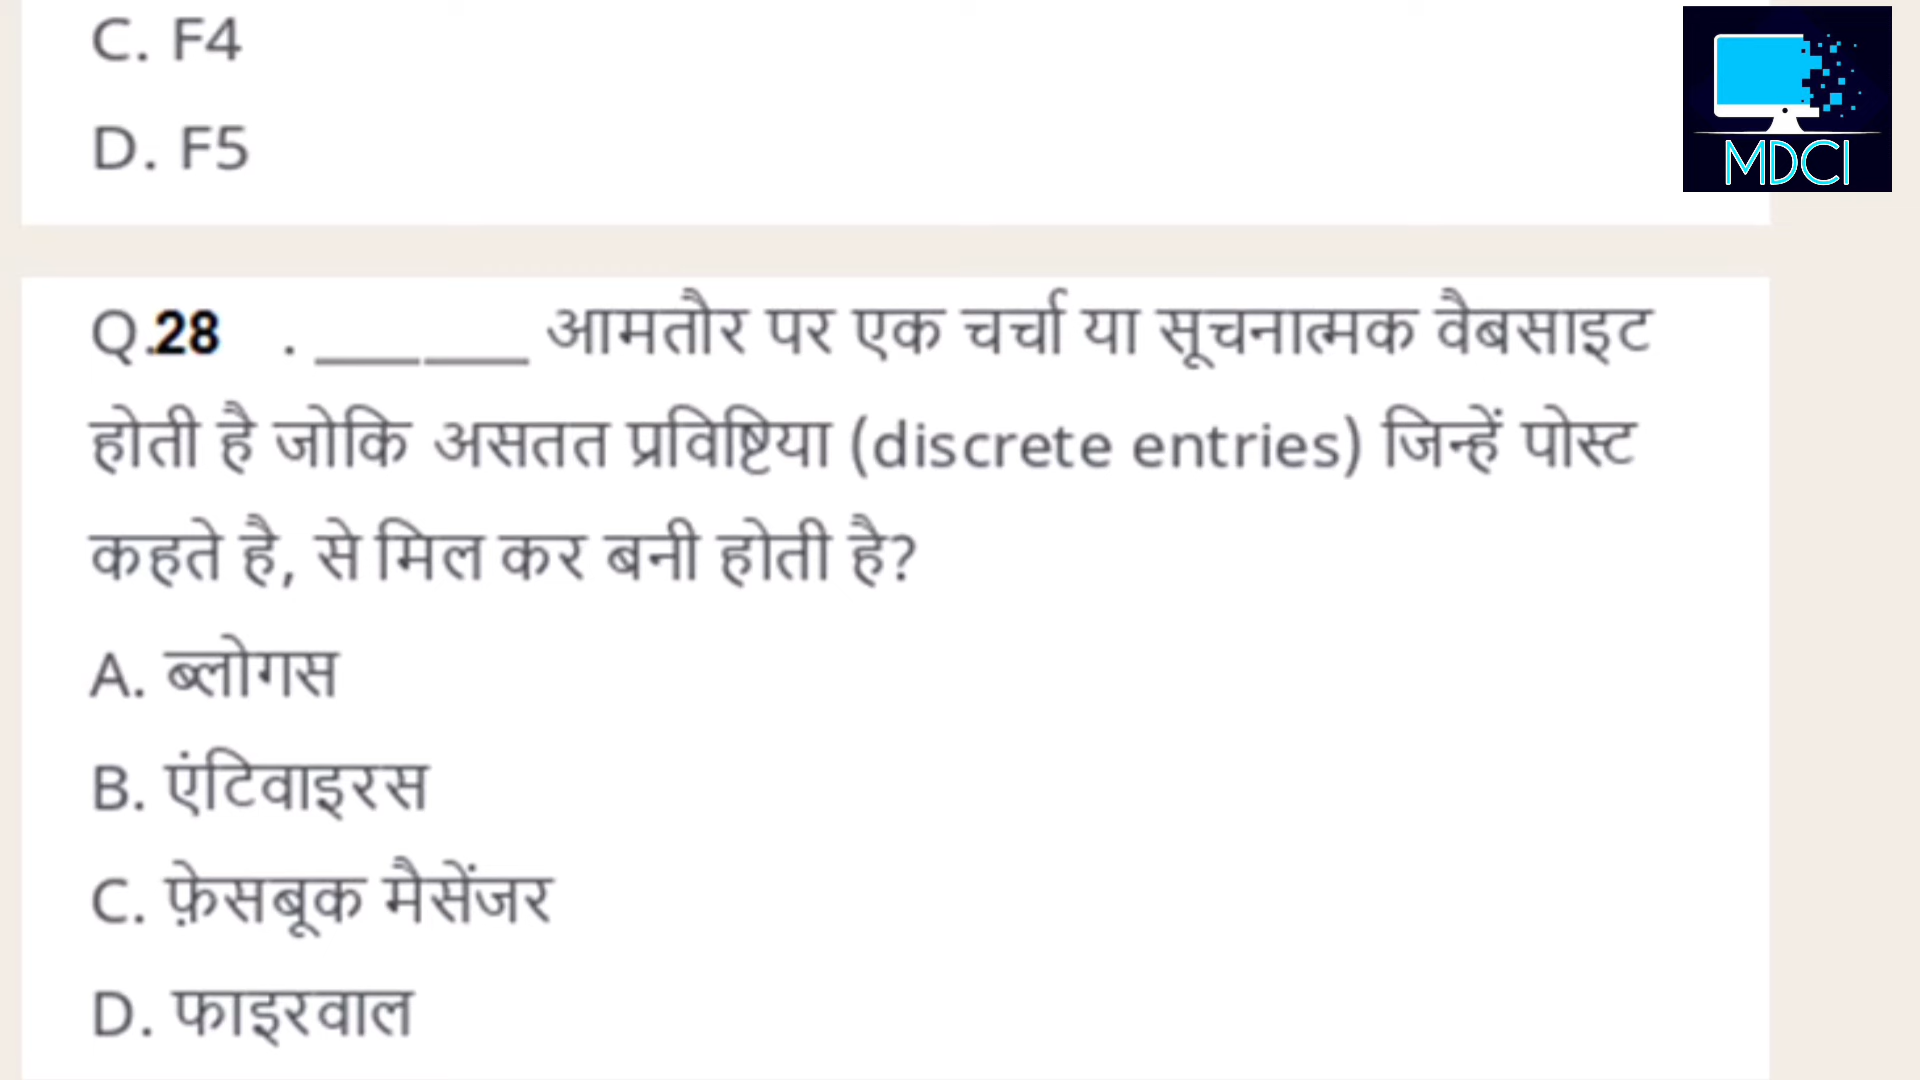 C. F4
D. F5
MDCI
Q.28 . ______ आमतौर पर एक चर्चा या सूचनात्मक वैबसाइट
होती है जोकि असतत प्रविष्टिया (discrete entries) जिन्हें पोस्ट
कहते है, से मिल कर बनी होती है?
A. ब्लोगस
B. एंटिवाइरस
C. फ़ेसबूक मैसेंजर
D. फाइरवाल